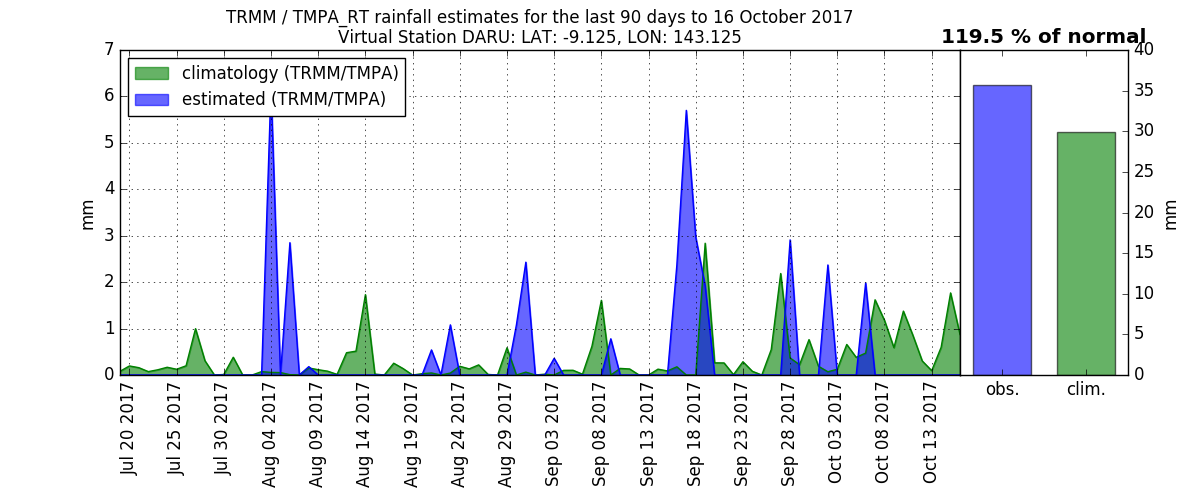 TRMM / TMPA_RT rainfall estimates for the last 90 days to 16 October 2017
Virtual Station DARU: LAT: -9.125, LON: 143.125
119.5 % of normal
climatology (TRMM/TMPA)
estimated (TRMM/TMPA)
mm
7
6
5
4
3
2
1
0
Jul 20 2017
Jul 25 2017
Jul 30 2017
Aug 04 2017
Aug 09 2017
Aug 14 2017
Aug 19 2017
Aug 24 2017
Aug 29 2017
Sep 03 2017
Sep 08 2017
Sep 13 2017
Sep 18 2017
Sep 23 2017
Sep 28 2017
Oct 03 2017
Oct 08 2017
Oct 13 2017
obs.
clim.
40
35
30
25
20
15
10
5
0
mm